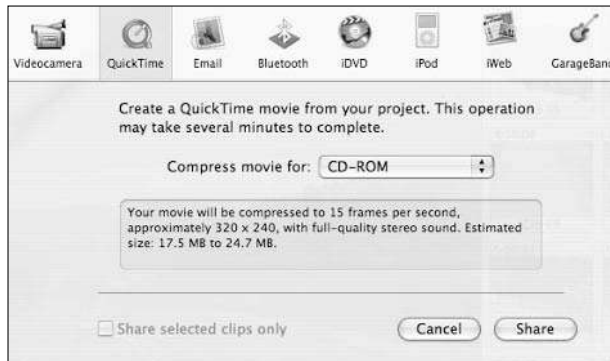 Videocamera QuickTime Email Bluetooth iDVD iPod iWeb GarageBand
Create a QuickTime movie from your project. This operation
may take several minutes to complete.
Compress movie for: CD-ROM
Your movie will be compressed to 15 frames per second,
approximately 320 x 240, with full-quality stereo sound. Estimated
size: 17.5 MB to 24.7 MB.
Share selected clips only Cancel Share